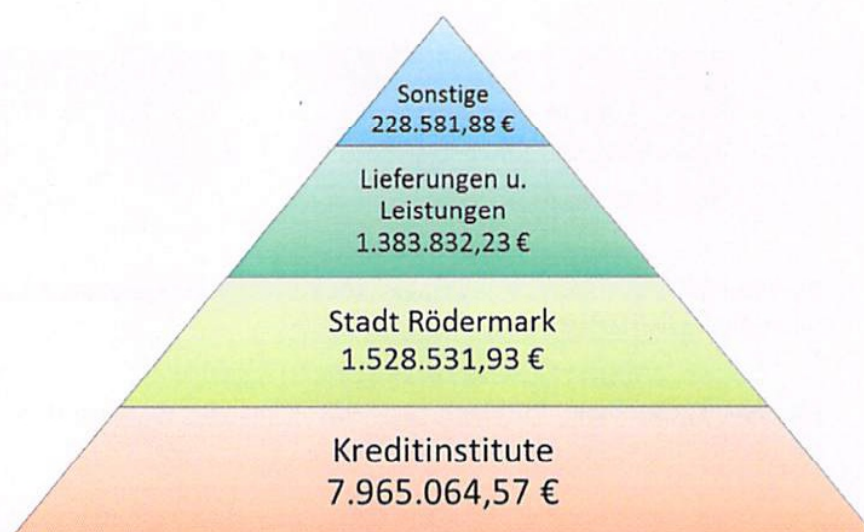 Sonstige
228.581,88 €
Lieferungen u.
Leistungen
1.383.832,23 €
Stadt Rödermark
1.528.531,93 €
Kreditinstitute
7.965.064,57 €